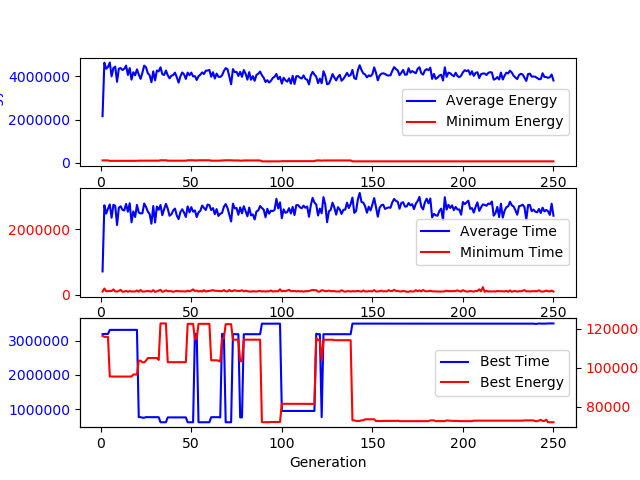 4000000
2000000
0
Average Energy
Minimum Energy
0 50 100 150 200 250
2000000
0
Average Time
Minimum Time
0 50 100 150 200 250
3000000
2000000
1000000
Best Time
Best Energy
120000
100000
80000
0 50 100 150 200 250
Generation